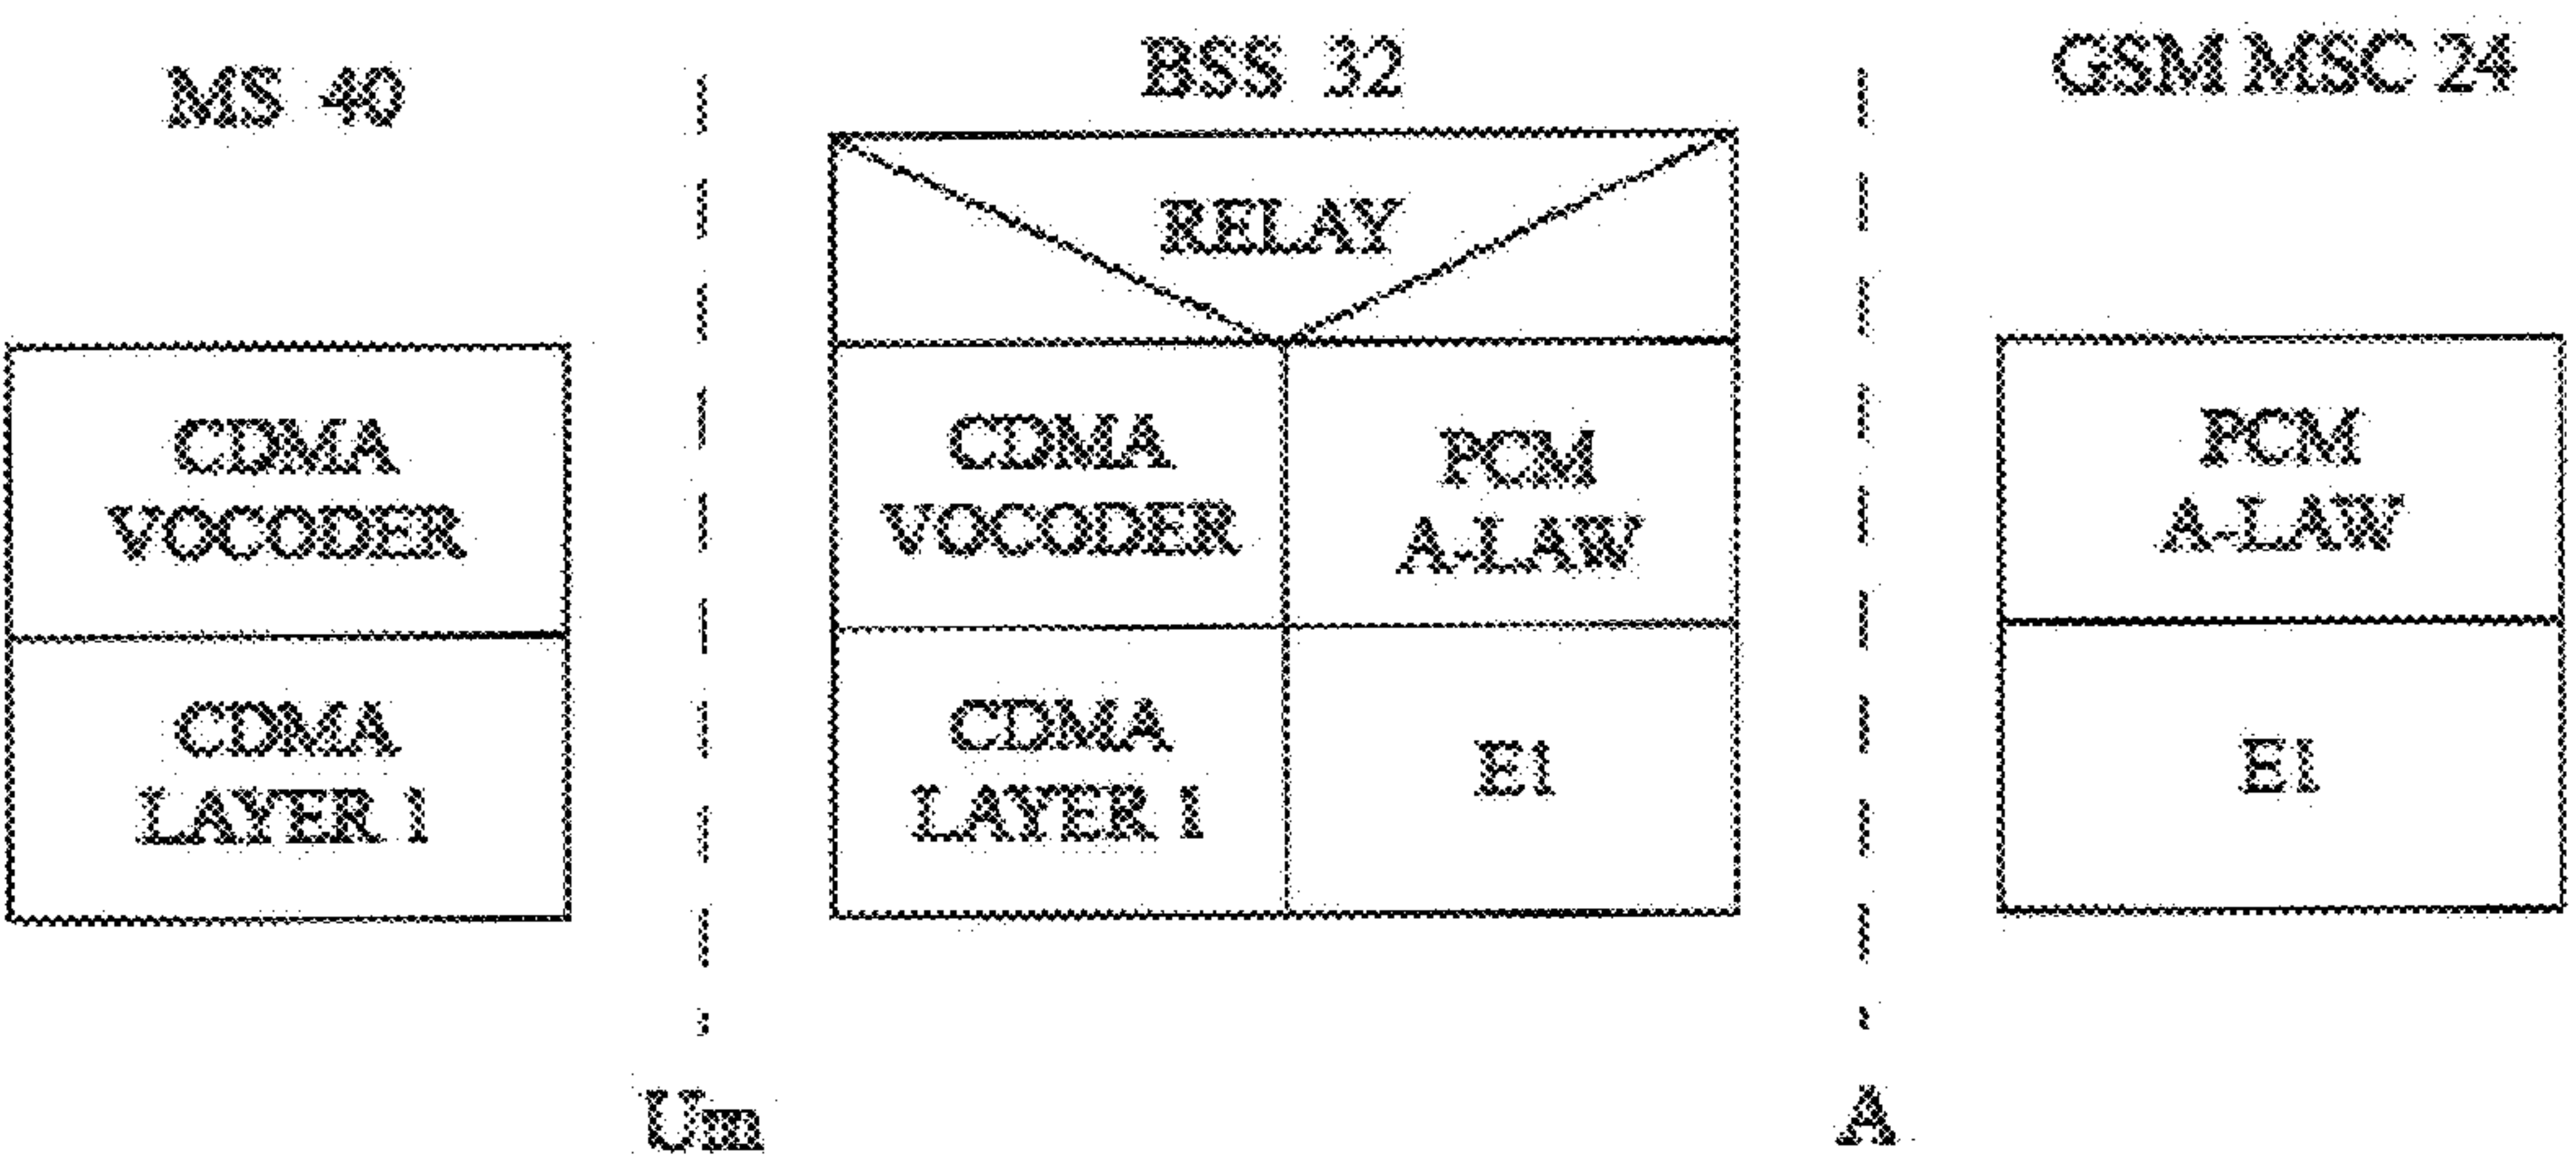 MS 40
BSS 32
GSM MSC 24
RELAY
CDMA
VOCODER
CDMA
VOCODER
PCM
A-LAW
PCM
A-LAW
CDMA
LAYER 1
CDMA
LAYER 1
E1
E1
Um
A